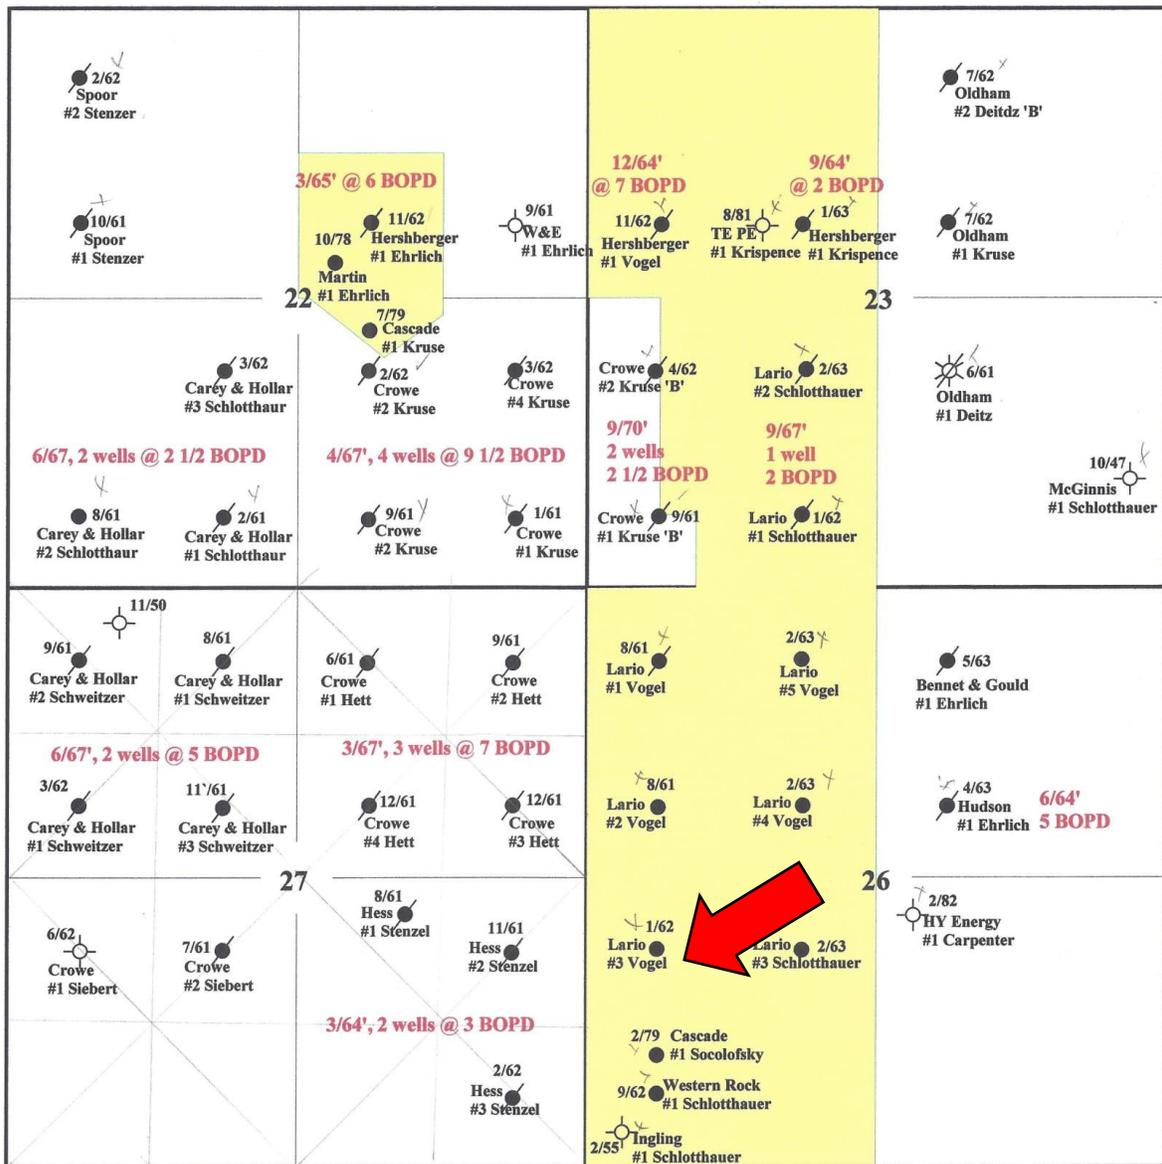 2/62
Spoor
#2 Stenzer
7/62
Oldham
#2 Deitdz 'B'
3/65' @ 6 BOPD
12/64'
@ 7 BOPD
9/64'
@ 2 BOPD
10/61
Spoor
#1 Stenzer
11/62
Hershberger
#1 Ehrlich
10/78
Martin
#1 Ehrlich
9/61
W&E
#1 Ehrlich
11/62
Hershberger
#1 Vogel
8/81
TE PE
#1 Krispence
1/63
Hershberger
#1 Krispence
7/62
Oldham
#1 Kruse
22
23
7/79
Cascade
#1 Kruse
3/62
Carey & Hollar
#3 Schlotthaur
2/62
Crowe
#2 Kruse
3/62
Crowe
#4 Kruse
Crowe 4/62
#2 Kruse 'B'
Lario 2/63
#2 Schlotthauer
6/61
Oldham
#1 Deitz
6/67, 2 wells @ 2 1/2 BOPD
4/67', 4 wells @ 9 1/2 BOPD
9/70'
2 wells
2 1/2 BOPD
9/67'
1 well
2 BOPD
10/47
McGinnis
#1 Schlotthauer
8/61
Carey & Hollar
#2 Schlotthaur
2/61
Carey & Hollar
#1 Schlotthaur
9/61
Crowe
#2 Kruse
1/61
Crowe
#1 Kruse
Crowe 9/61
#1 Kruse 'B'
Lario 1/62
#1 Schlotthauer
11/50
9/61
Carey & Hollar
#2 Schweitzer
8/61
Carey & Hollar
#1 Schweitzer
6/61
Crowe
#1 Hett
9/61
Crowe
#2 Hett
8/61
Lario
#1 Vogel
2/63
Lario
#5 Vogel
5/63
Bennet & Gould
#1 Ehrlich
6/67', 2 wells @ 5 BOPD
3/67', 3 wells @ 7 BOPD
3/62
Carey & Hollar
#1 Schweitzer
11`/61
Carey & Hollar
#3 Schweitzer
12/61
Crowe
#4 Hett
12/61
Crowe
#3 Hett
8/61
Lario
#2 Vogel
2/63
Lario
#4 Vogel
4/63
Hudson
#1 Ehrlich
6/64'
5 BOPD
27
26
8/61
Hess
#1 Stenzel
11/61
Hess
#2 Stenzel
6/62
Crowe
#1 Siebert
7/61
Crowe
#2 Siebert
1/62
Lario
#3 Vogel
Lario 2/63
#3 Schlotthauer
2/82
HY Energy
#1 Carpenter
3/64', 2 wells @ 3 BOPD
2/79 Cascade
#1 Socolofsky
2/62
Hess
#3 Stenzel
9/62 Western Rock
#1 Schlotthauer
2/55 Ingling
#1 Schlotthauer